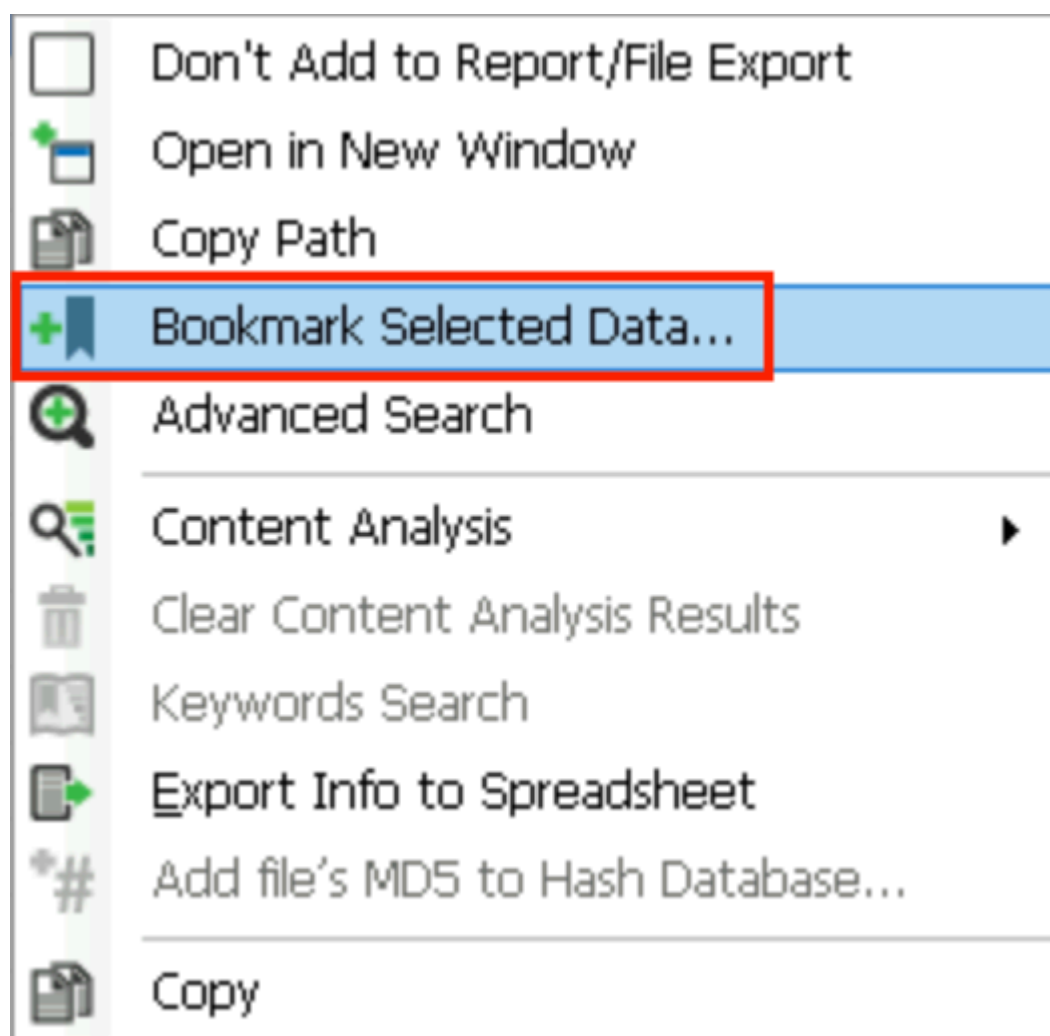 Don't Add to Report/File Export
Open in New Window
Copy Path
Bookmark Selected Data...
Advanced Search
Content Analysis
Clear Content Analysis Results
Keywords Search
Export Info to Spreadsheet
Add file's MD5 to Hash Database...
Copy